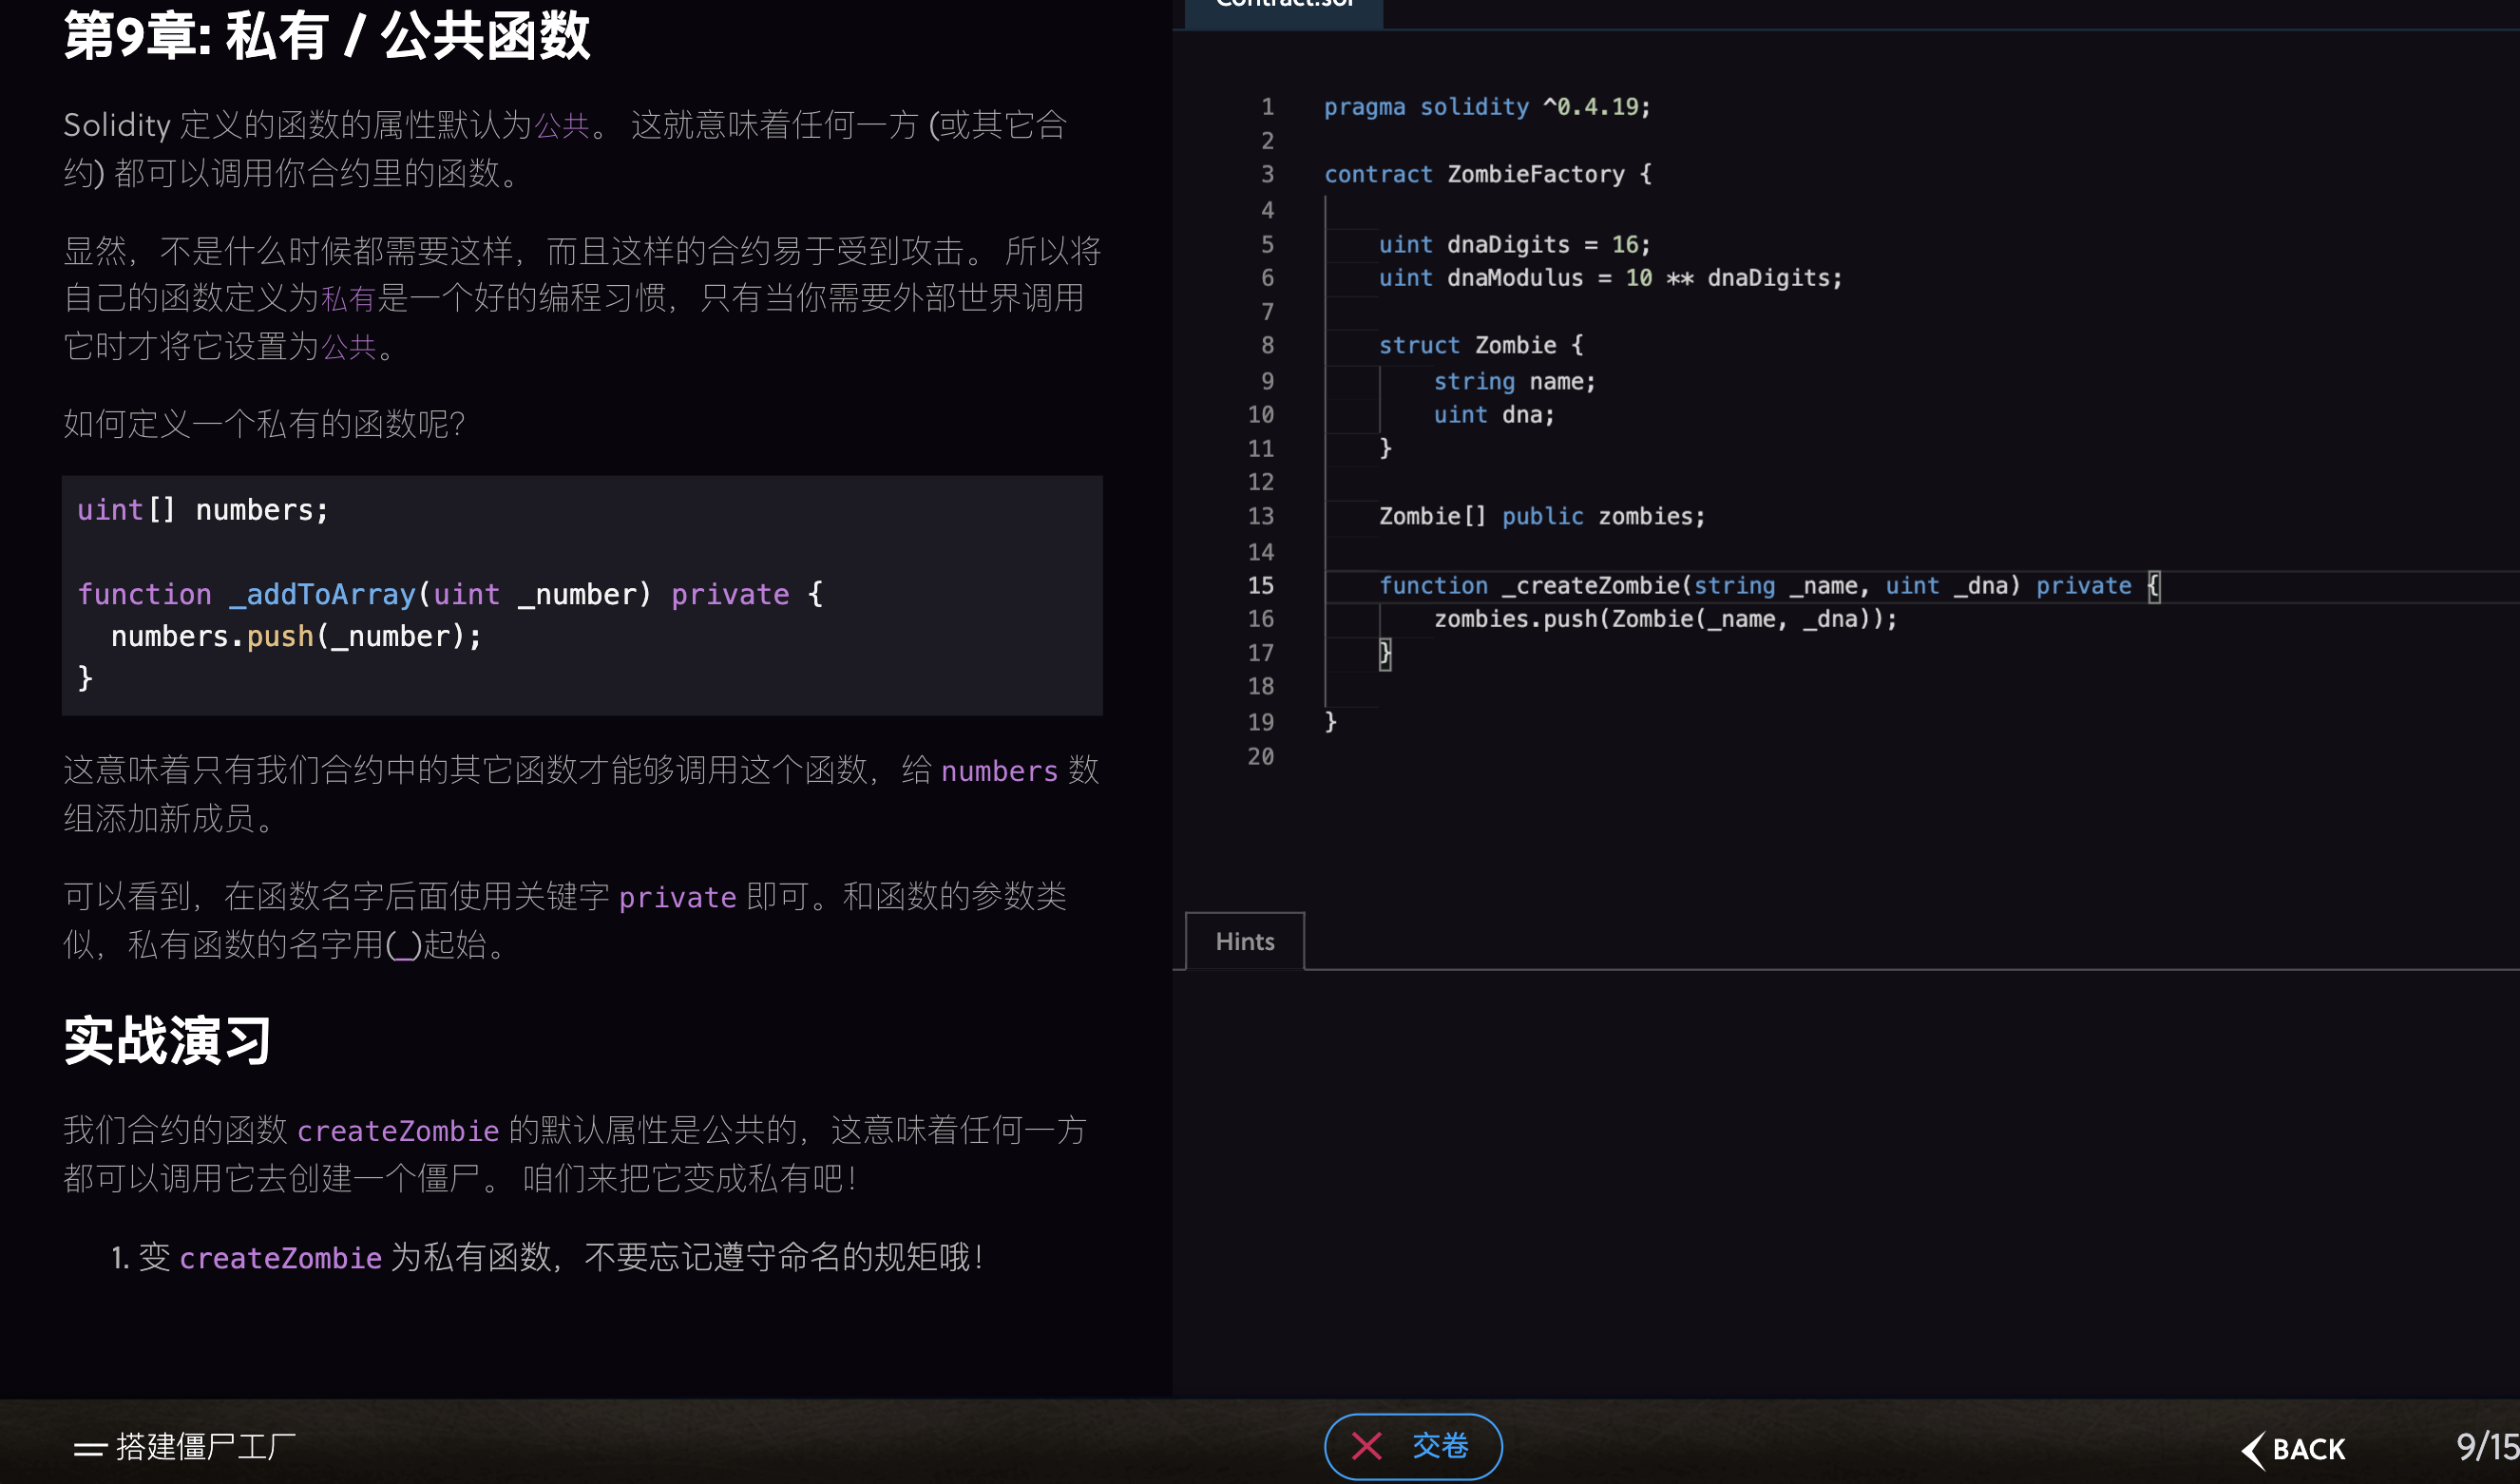 第9章: 私有 / 公共函数
Solidity 定义的函数的属性默认为公共。 这就意味着任何一方 (或其它合
约) 都可以调用你合约里的函数。
显然，不是什么时候都需要这样，而且这样的合约易于受到攻击。 所以将
自己的函数定义为私有是一个好的编程习惯，只有当你需要外部世界调用
它时才将它设置为公共。
如何定义一个私有的函数呢？
uint[] numbers;
function _addToArray(uint _number) private {
  numbers.push(_number);
}
这意味着只有我们合约中的其它函数才能够调用这个函数，给 numbers 数
组添加新成员。
可以看到，在函数名字后面使用关键字 private 即可。和函数的参数类
似，私有函数的名字用(_)起始。
实战演习
我们合约的函数 createZombie 的默认属性是公共的，这意味着任何一方
都可以调用它去创建一个僵尸。 咱们来把它变成私有吧！
1. 变 createZombie 为私有函数，不要忘记遵守命名的规矩哦！
Contract.sol
1 pragma solidity ^0.4.19;
2
3 contract ZombieFactory {
4
5     uint dnaDigits = 16;
6     uint dnaModulus = 10 ** dnaDigits;
7
8     struct Zombie {
9         string name;
10         uint dna;
11     }
12
13     Zombie[] public zombies;
14
15     function _createZombie(string _name, uint _dna) private {
16         zombies.push(Zombie(_name, _dna));
17     }
18
19 }
20
Hints
搭建僵尸工厂
交卷
BACK
9/15